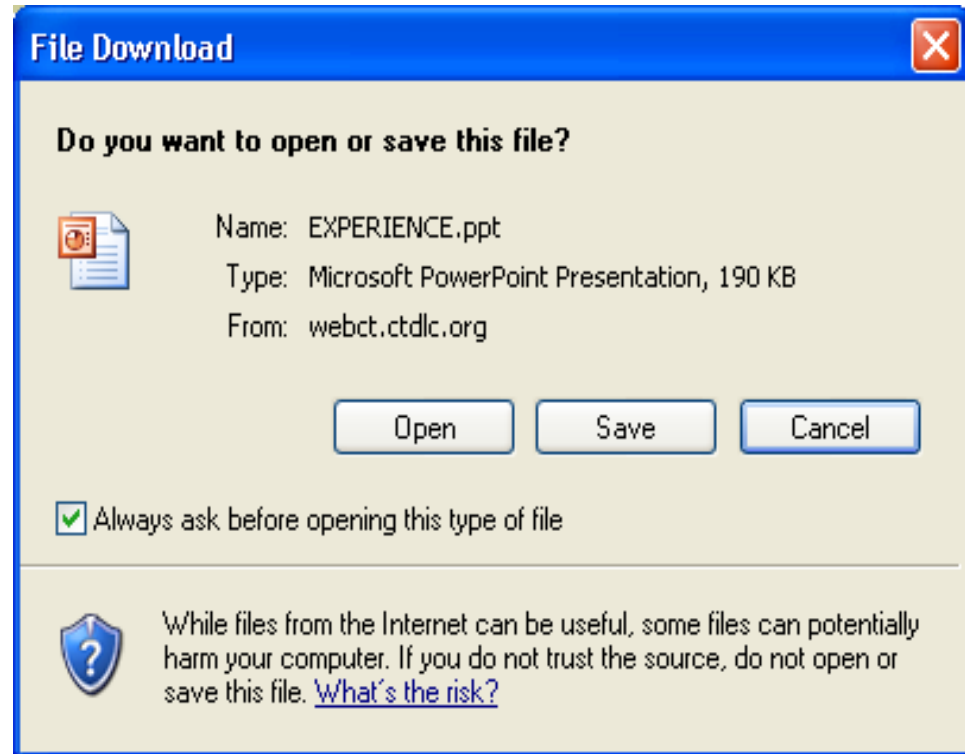 File Download
Do you want to open or save this file?
Name: EXPERIENCE.ppt
Type: Microsoft PowerPoint Presentation, 190 KB
From: webct.ctdlc.org
Open Save Cancel
Always ask before opening this type of file
While files from the Internet can be useful, some files can potentially
harm your computer. If you do not trust the source, do not open or
save this file. What's the risk?